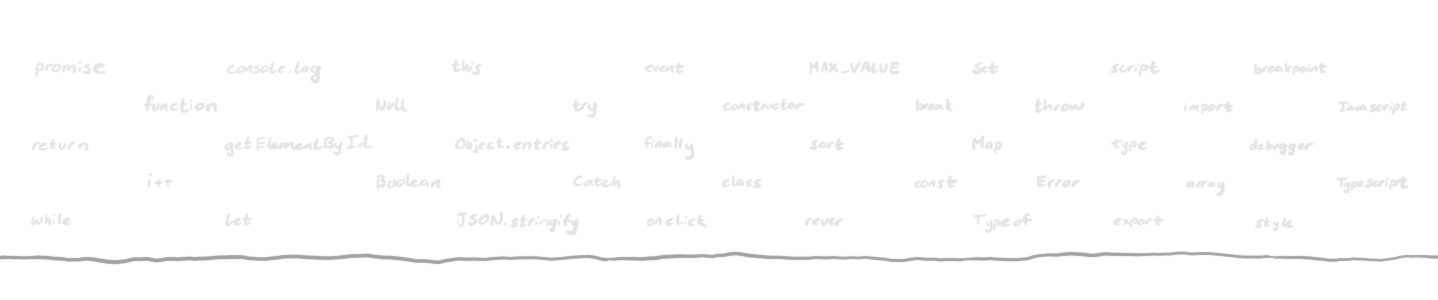 promise console.log this event MAX_VALUE Set script breakpoint
function Null try constructor break throw import Javascript
return getElementById Object.entries finally sort Map type debugger
i++ Boolean Catch class const Error array TypeScript
while let JSON.stringify onclick rever Typeof export style